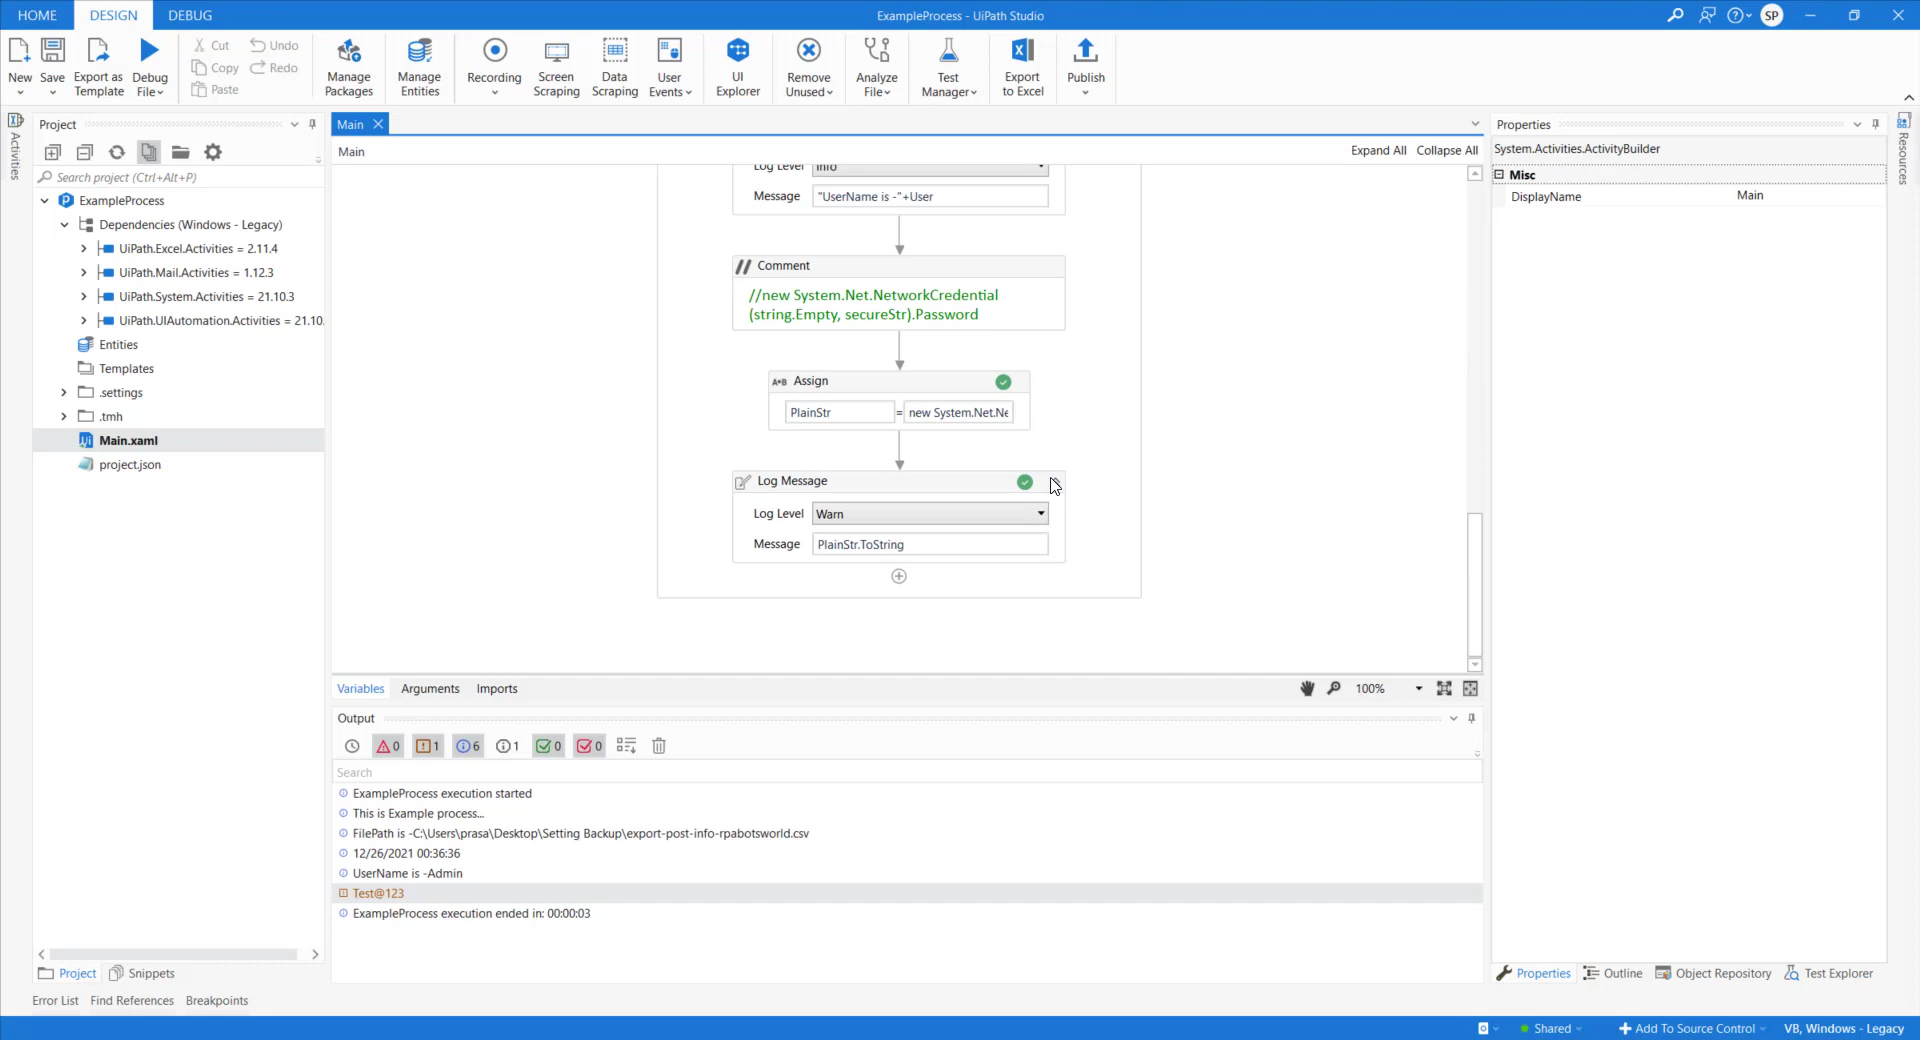 HOME
DESIGN
DEBUG
ExampleProcess - UiPath Studio
SP
New
Save
Export as Template
Debug File
Cut
Copy
Paste
Undo
Redo
Manage Packages
Manage Entities
Recording
Screen Scraping
Data Scraping
User Events
UI Explorer
Remove Unused
Analyze File
Test Manager
Export to Excel
Publish
Activities
Project
Search project (Ctrl+Alt+P)
ExampleProcess
Dependencies (Windows - Legacy)
UiPath.Excel.Activities = 2.11.4
UiPath.Mail.Activities = 1.12.3
UiPath.System.Activities = 21.10.3
UiPath.UIAutomation.Activities = 21.10.
Entities
Templates
.settings
.tmh
Main.xaml
project.json
Project
Snippets
Main
Main
Expand All
Collapse All
Log Level
Info
Message
"UserName is -"+User
Comment
//new System.Net.NetworkCredential
(string.Empty, secureStr).Password
A+B Assign
PlainStr
=
new System.Net.Ne
Log Message
Log Level
Warn
Message
PlainStr.ToString
Variables
Arguments
Imports
100%
Output
0
1
6
1
0
0
Search
ExampleProcess execution started
This is Example process...
FilePath is -C:\Users\prasa\Desktop\Setting Backup\export-post-info-rpabotsworld.csv
12/26/2021 00:36:36
UserName is -Admin
Test@123
ExampleProcess execution ended in: 00:00:03
Properties
System.Activities.ActivityBuilder
Misc
DisplayName
Main
Resources
Properties
Outline
Object Repository
Test Explorer
Error List
Find References
Breakpoints
Shared
Add To Source Control
VB, Windows - Legacy